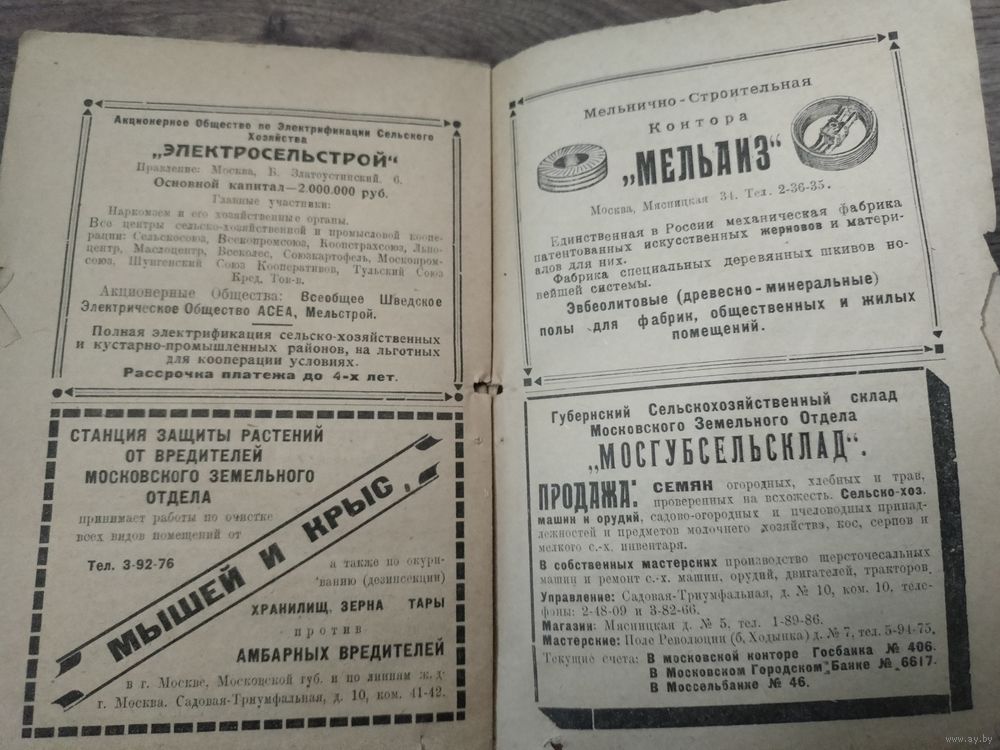 Акционерное Общество по Электрификации Сельского
Хозяйства
„ЭЛЕКТРОСЕЛЬСТРОЙ"
Правление: Москва, Б. Златоустинский, 6.
Основной капитал—2.000.000 руб.
Главные участники:
Наркомзем и его хозяйственные органы.
Все центры сельско-хозяйственной и промысловой коопе-
рации: Сельскосоюз, Всекопромсоюз, Коопстрахсоюз, Льно-
центр, Маслоцентр, Всеколес, Союзкартофель, Москопром-
союз, Шунгенский Союз Кооперативов, Тульский Союз
Кред. Тов-в.
Акционерные Общества: Всеобщее Шведское
Электрическое Общество АСЕА, Мельстрой.
Полная электрификация сельско-хозяйственных
и кустарно-промышленных районов, на льготных
для кооперации условиях.
Рассрочка платежа до 4-х лет.
СТАНЦИЯ ЗАЩИТЫ РАСТЕНИЙ
ОТ ВРЕДИТЕЛЕЙ
МОСКОВСКОГО ЗЕМЕЛЬНОГО
ОТДЕЛА
принимает работы по очистке
всех видов помещений от
МЫШЕЙ И КРЫС,
Тел. 3-92-76
а также по окури-
ванию (дезинсекции)
ХРАНИЛИЩ, ЗЕРНА ТАРЫ
против
АМБАРНЫХ ВРЕДИТЕЛЕЙ
в г. Москве, Московской губ. и по линиям ж. д.
г. Москва. Садовая-Триумфальная, д. 10, ком. 41-42.
Мельнично-Строительная
Контора
„МЕЛЬДИЗ"
Москва, Мясницкая 34. Тел. 2-36-35.
Единственная в России механическая фабрика
патентованных искусственных жерновов и матери-
алов для них.
Фабрика специальных деревянных шкивов но-
вейшей системы.
Эвбеолитовые (древесно-минеральные)
полы для фабрик, общественных и жилых
помещений.
Губернский Сельскохозяйственный склад
Московского Земельного Отдела
„МОСГУБСЕЛЬСКЛАД".
ПРОДАЖА: СЕМЯН огородных, хлебных и трав,
проверенных на всхожесть. Сельско-хоз.
машин и орудий, садово-огородных и пчеловодных принад-
лежностей и предметов молочного хозяйства, кос, серпов и
мелкого с.-х. инвентаря.
В собственных мастерских производство шерсточесальных
машин и ремонт с.-х. машин, орудий, двигателей, тракторов.
Управление: Садовая-Триумфальная, д. № 10, ком. 10, теле-
фоны: 2-48-09 и 3-82-66.
Магазин: Мясницкая д. № 5, тел. 1-89-86.
Мастерские: Поле Революции (б. Ходынка) д. № 7, тел. 5-94-75.
Текущие счета: В московской конторе Госбанка № 406.
В Московском Городском Банке № 6617.
В Моссельбанке № 46.
www.ay.by